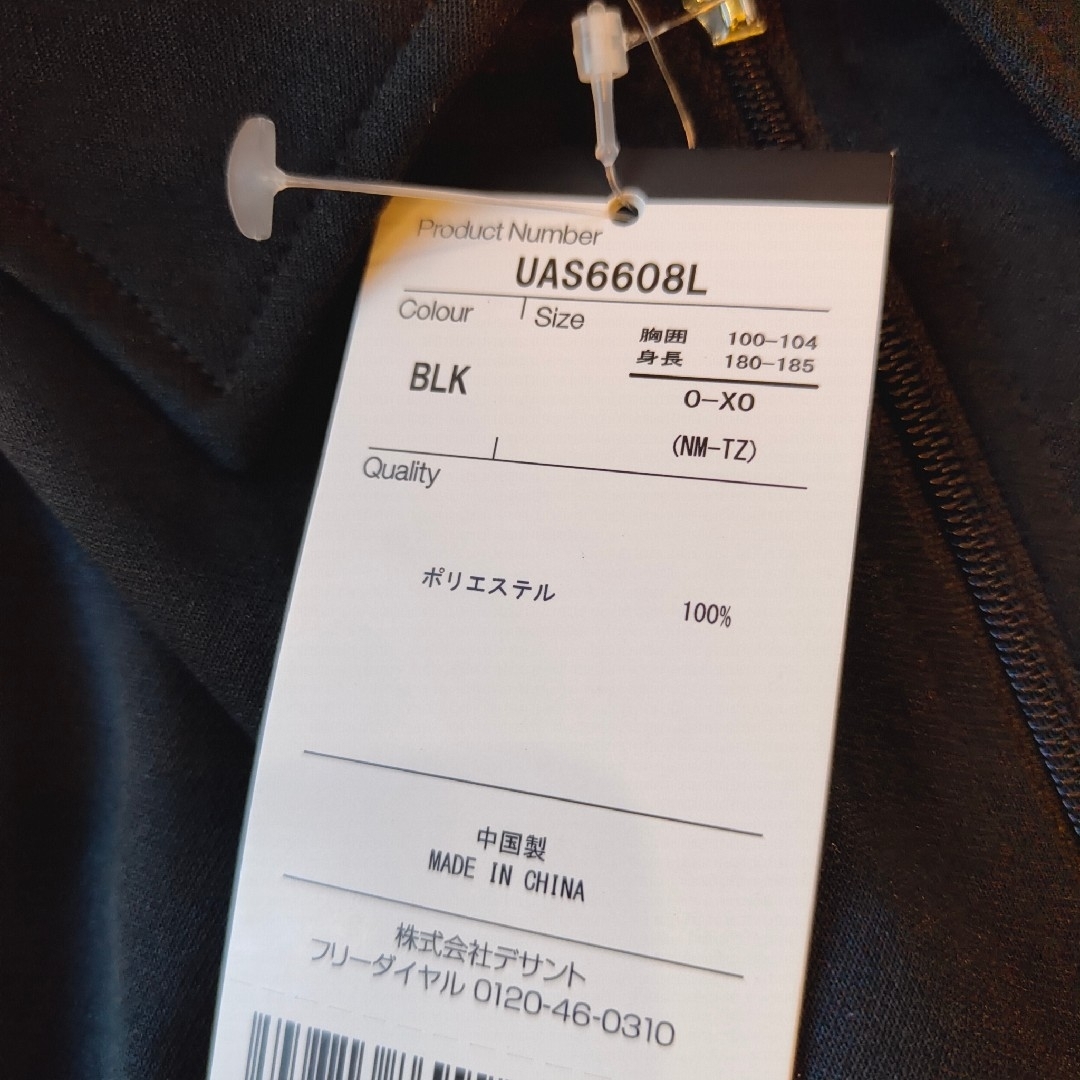 Product Number
UAS6608L
Colour
Size
胸囲 100-104
身長 180-185
BLK
O-XO
(NM-TZ)
Quality
ポリエステル 100%
中国製
MADE IN CHINA
株式会社デサント
フリーダイヤル 0120-46-0310